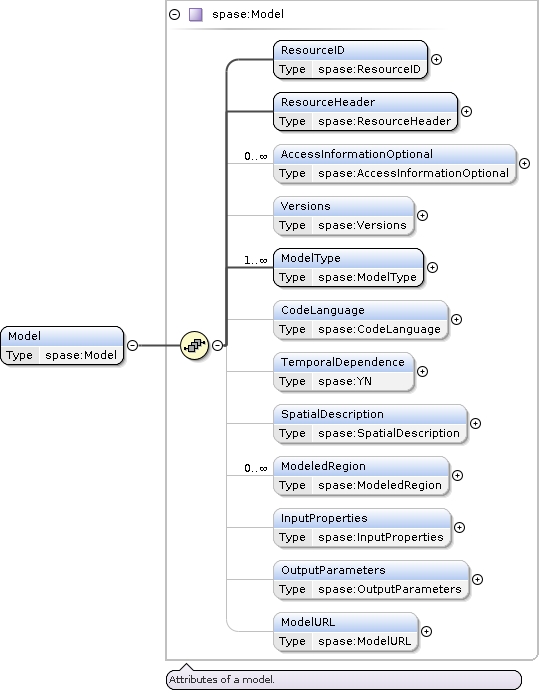 spase:Model
ResourceID
Type spase:ResourceID
ResourceHeader
Type spase:ResourceHeader
0..∞
AccessInformationOptional
Type spase:AccessInformationOptional
Versions
Type spase:Versions
1..∞
ModelType
Type spase:ModelType
CodeLanguage
Type spase:CodeLanguage
Model
Type spase:Model
TemporalDependence
Type spase:YN
SpatialDescription
Type spase:SpatialDescription
0..∞
ModeledRegion
Type spase:ModeledRegion
InputProperties
Type spase:InputProperties
OutputParameters
Type spase:OutputParameters
ModelURL
Type spase:ModelURL
Attributes of a model.